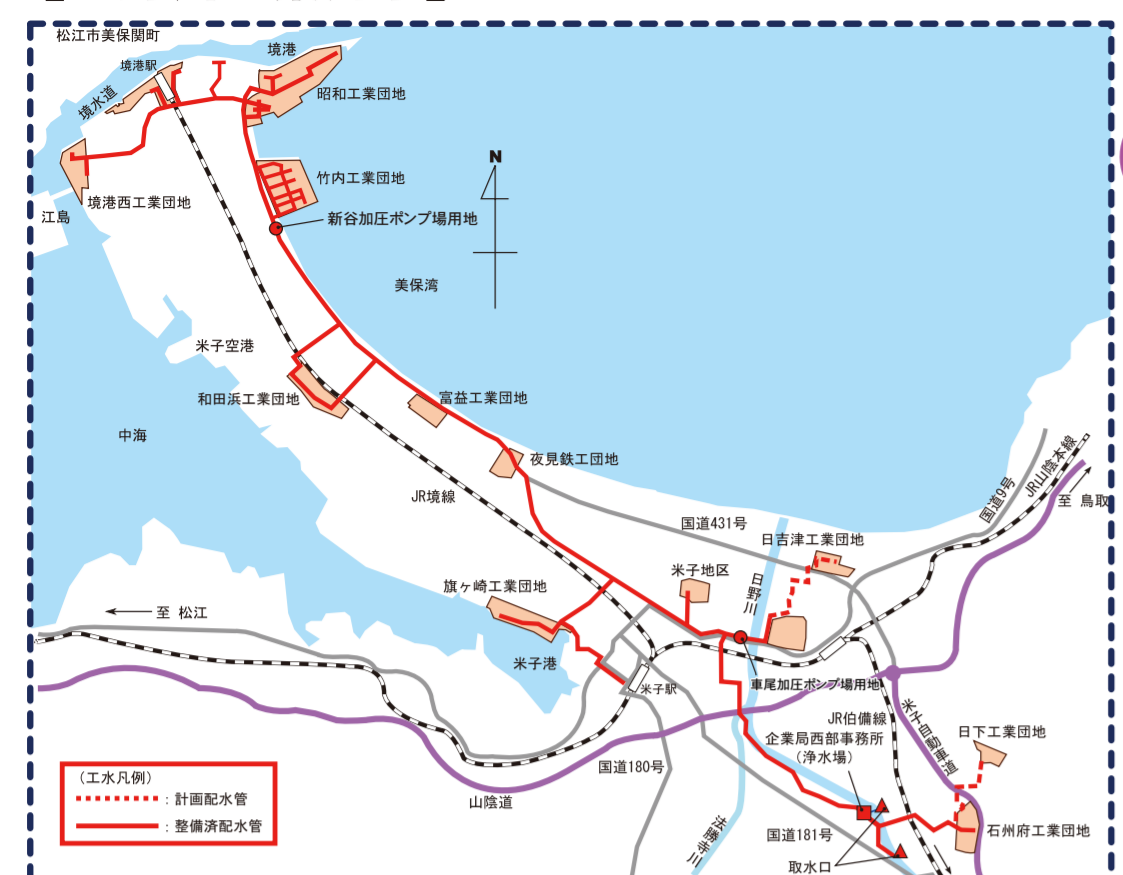 松江市美保関町
境港
境港駅
昭和工業団地
境水道
竹内工業団地
境港西工業団地
江島
新谷加圧ポンプ場用地
N
美保湾
米子空港
和田浜工業団地
富益工業団地
中海
夜見鉄工団地
JR境線
国道431号
国道9号
JR山陰本線
至 鳥取
日吉津工業団地
米子地区
日野川
旗ヶ崎工業団地
至 松江
米子港
米子駅
車尾加圧ポンプ場用地
JR伯備線
米子自動車道
日下工業団地
企業局西部事務所
(浄水場)
国道180号
山陰道
(工水凡例)
:計画配水管
:整備済配水管
法勝寺川
国道181号
石州府工業団地
取水口